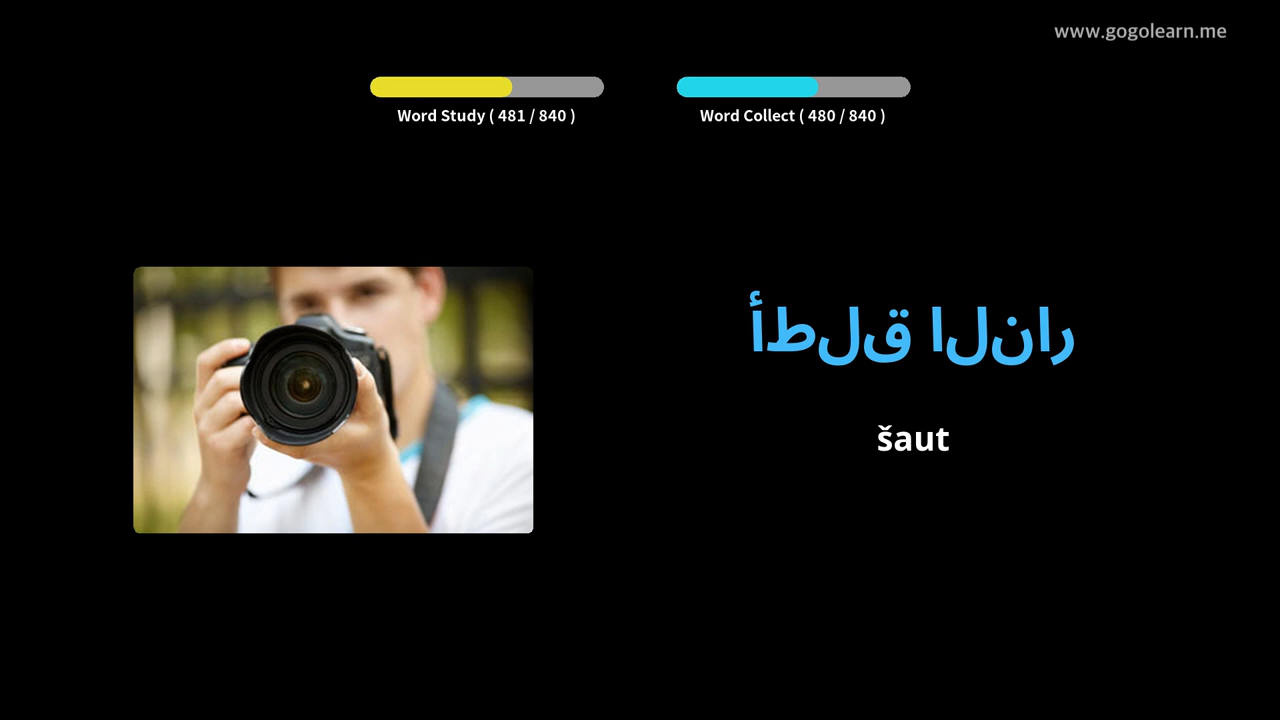 www.gogolearn.me
Word Study ( 481 / 840 )
Word Collect ( 480 / 840 )
أطلق النار
šaut